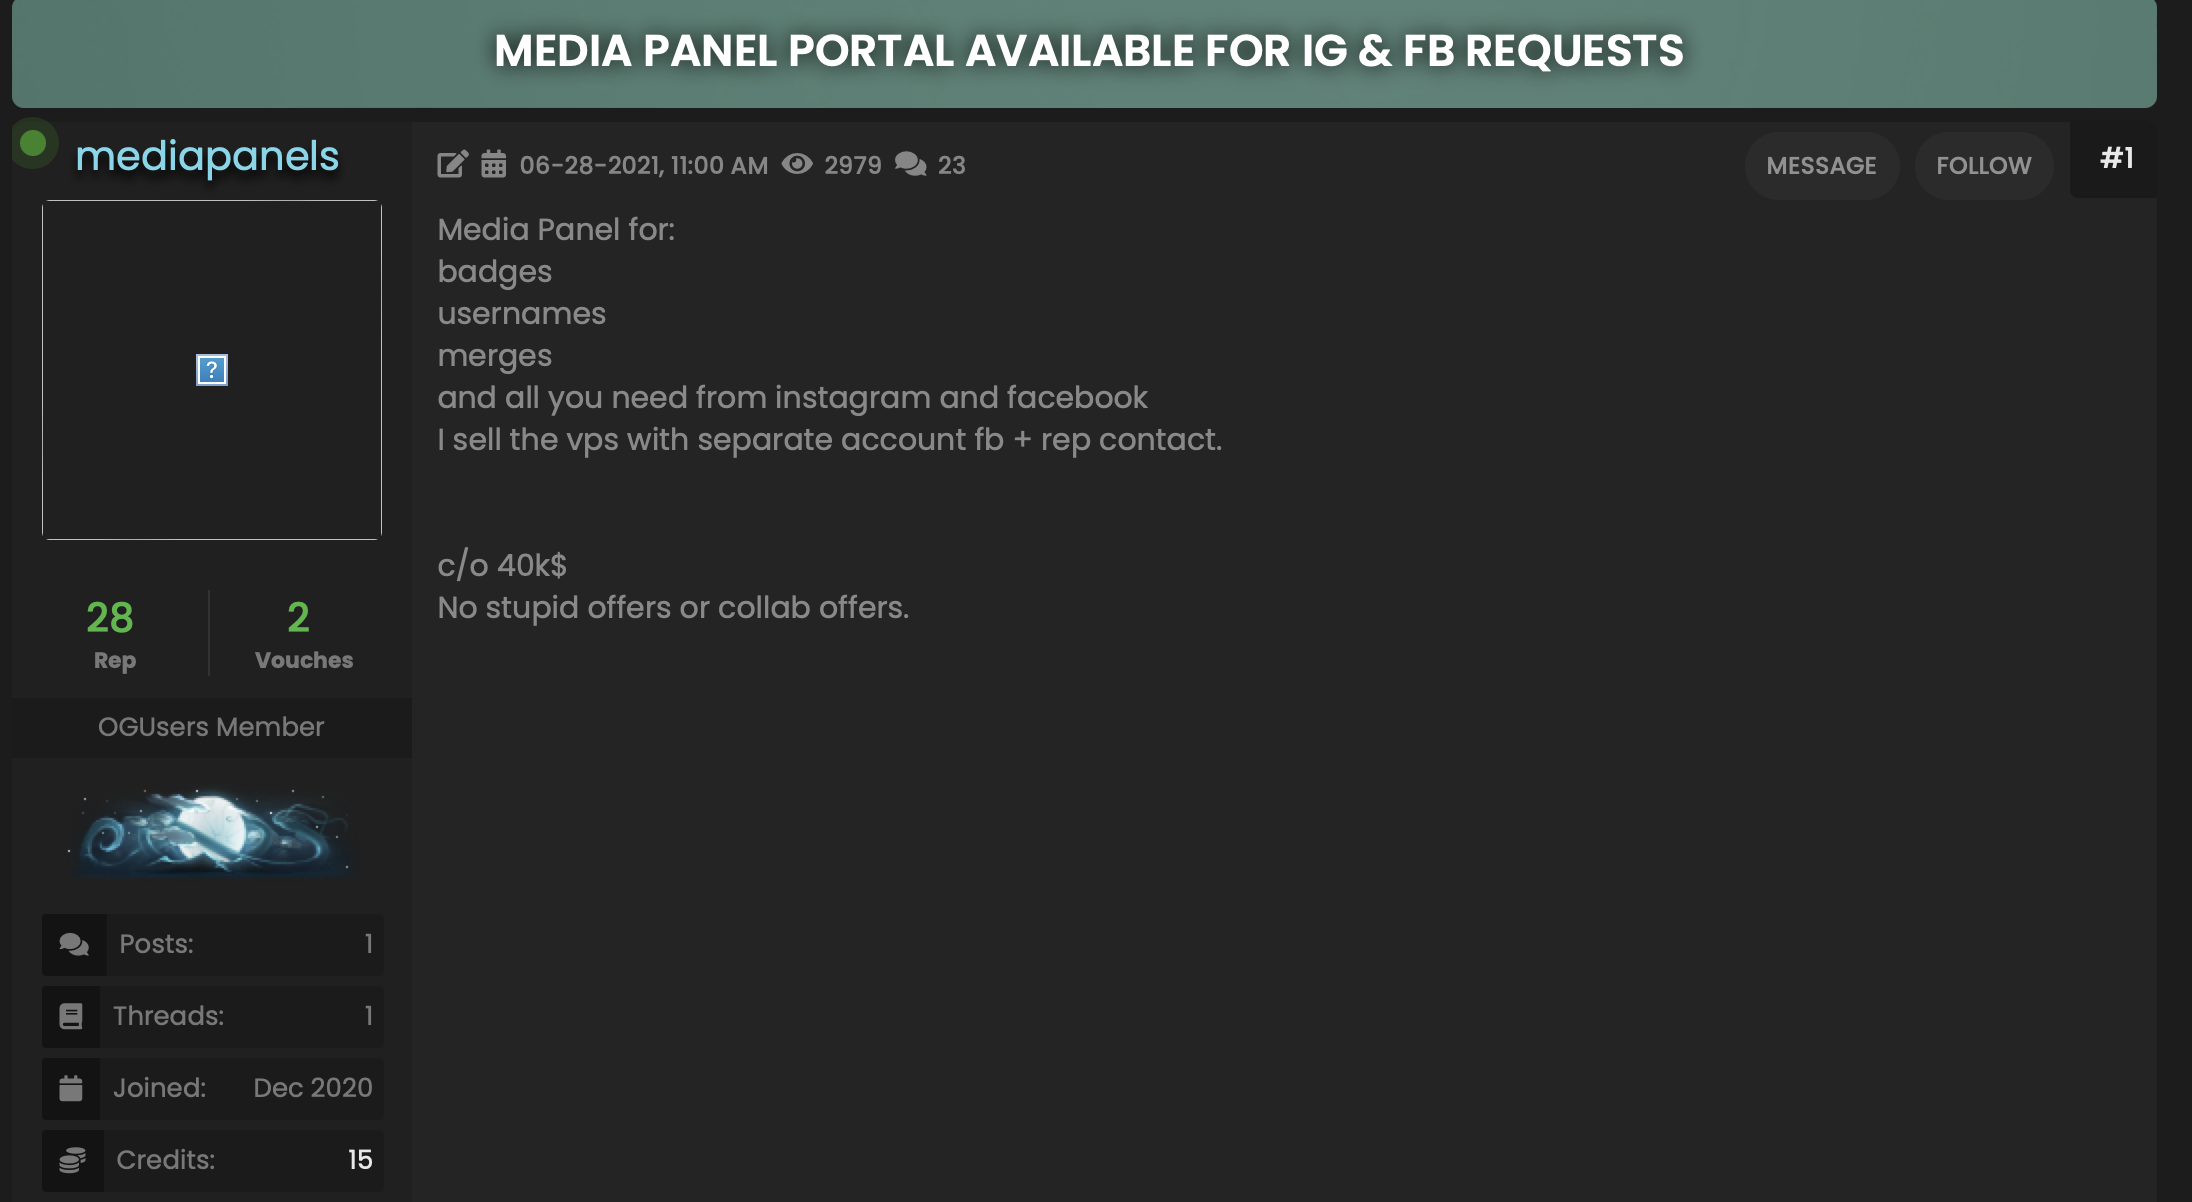 MEDIA PANEL PORTAL AVAILABLE FOR IG & FB REQUESTS
mediapanels
06-28-2021, 11:00 AM 2979 23
MESSAGE
FOLLOW
#1
Media Panel for:
badges
usernames
merges
and all you need from instagram and facebook
I sell the vps with separate account fb + rep contact.
c/o 40k$
No stupid offers or collab offers.
?
28
Rep
2
Vouches
OGUsers Member
Posts: 1
Threads: 1
Joined: Dec 2020
Credits: 15